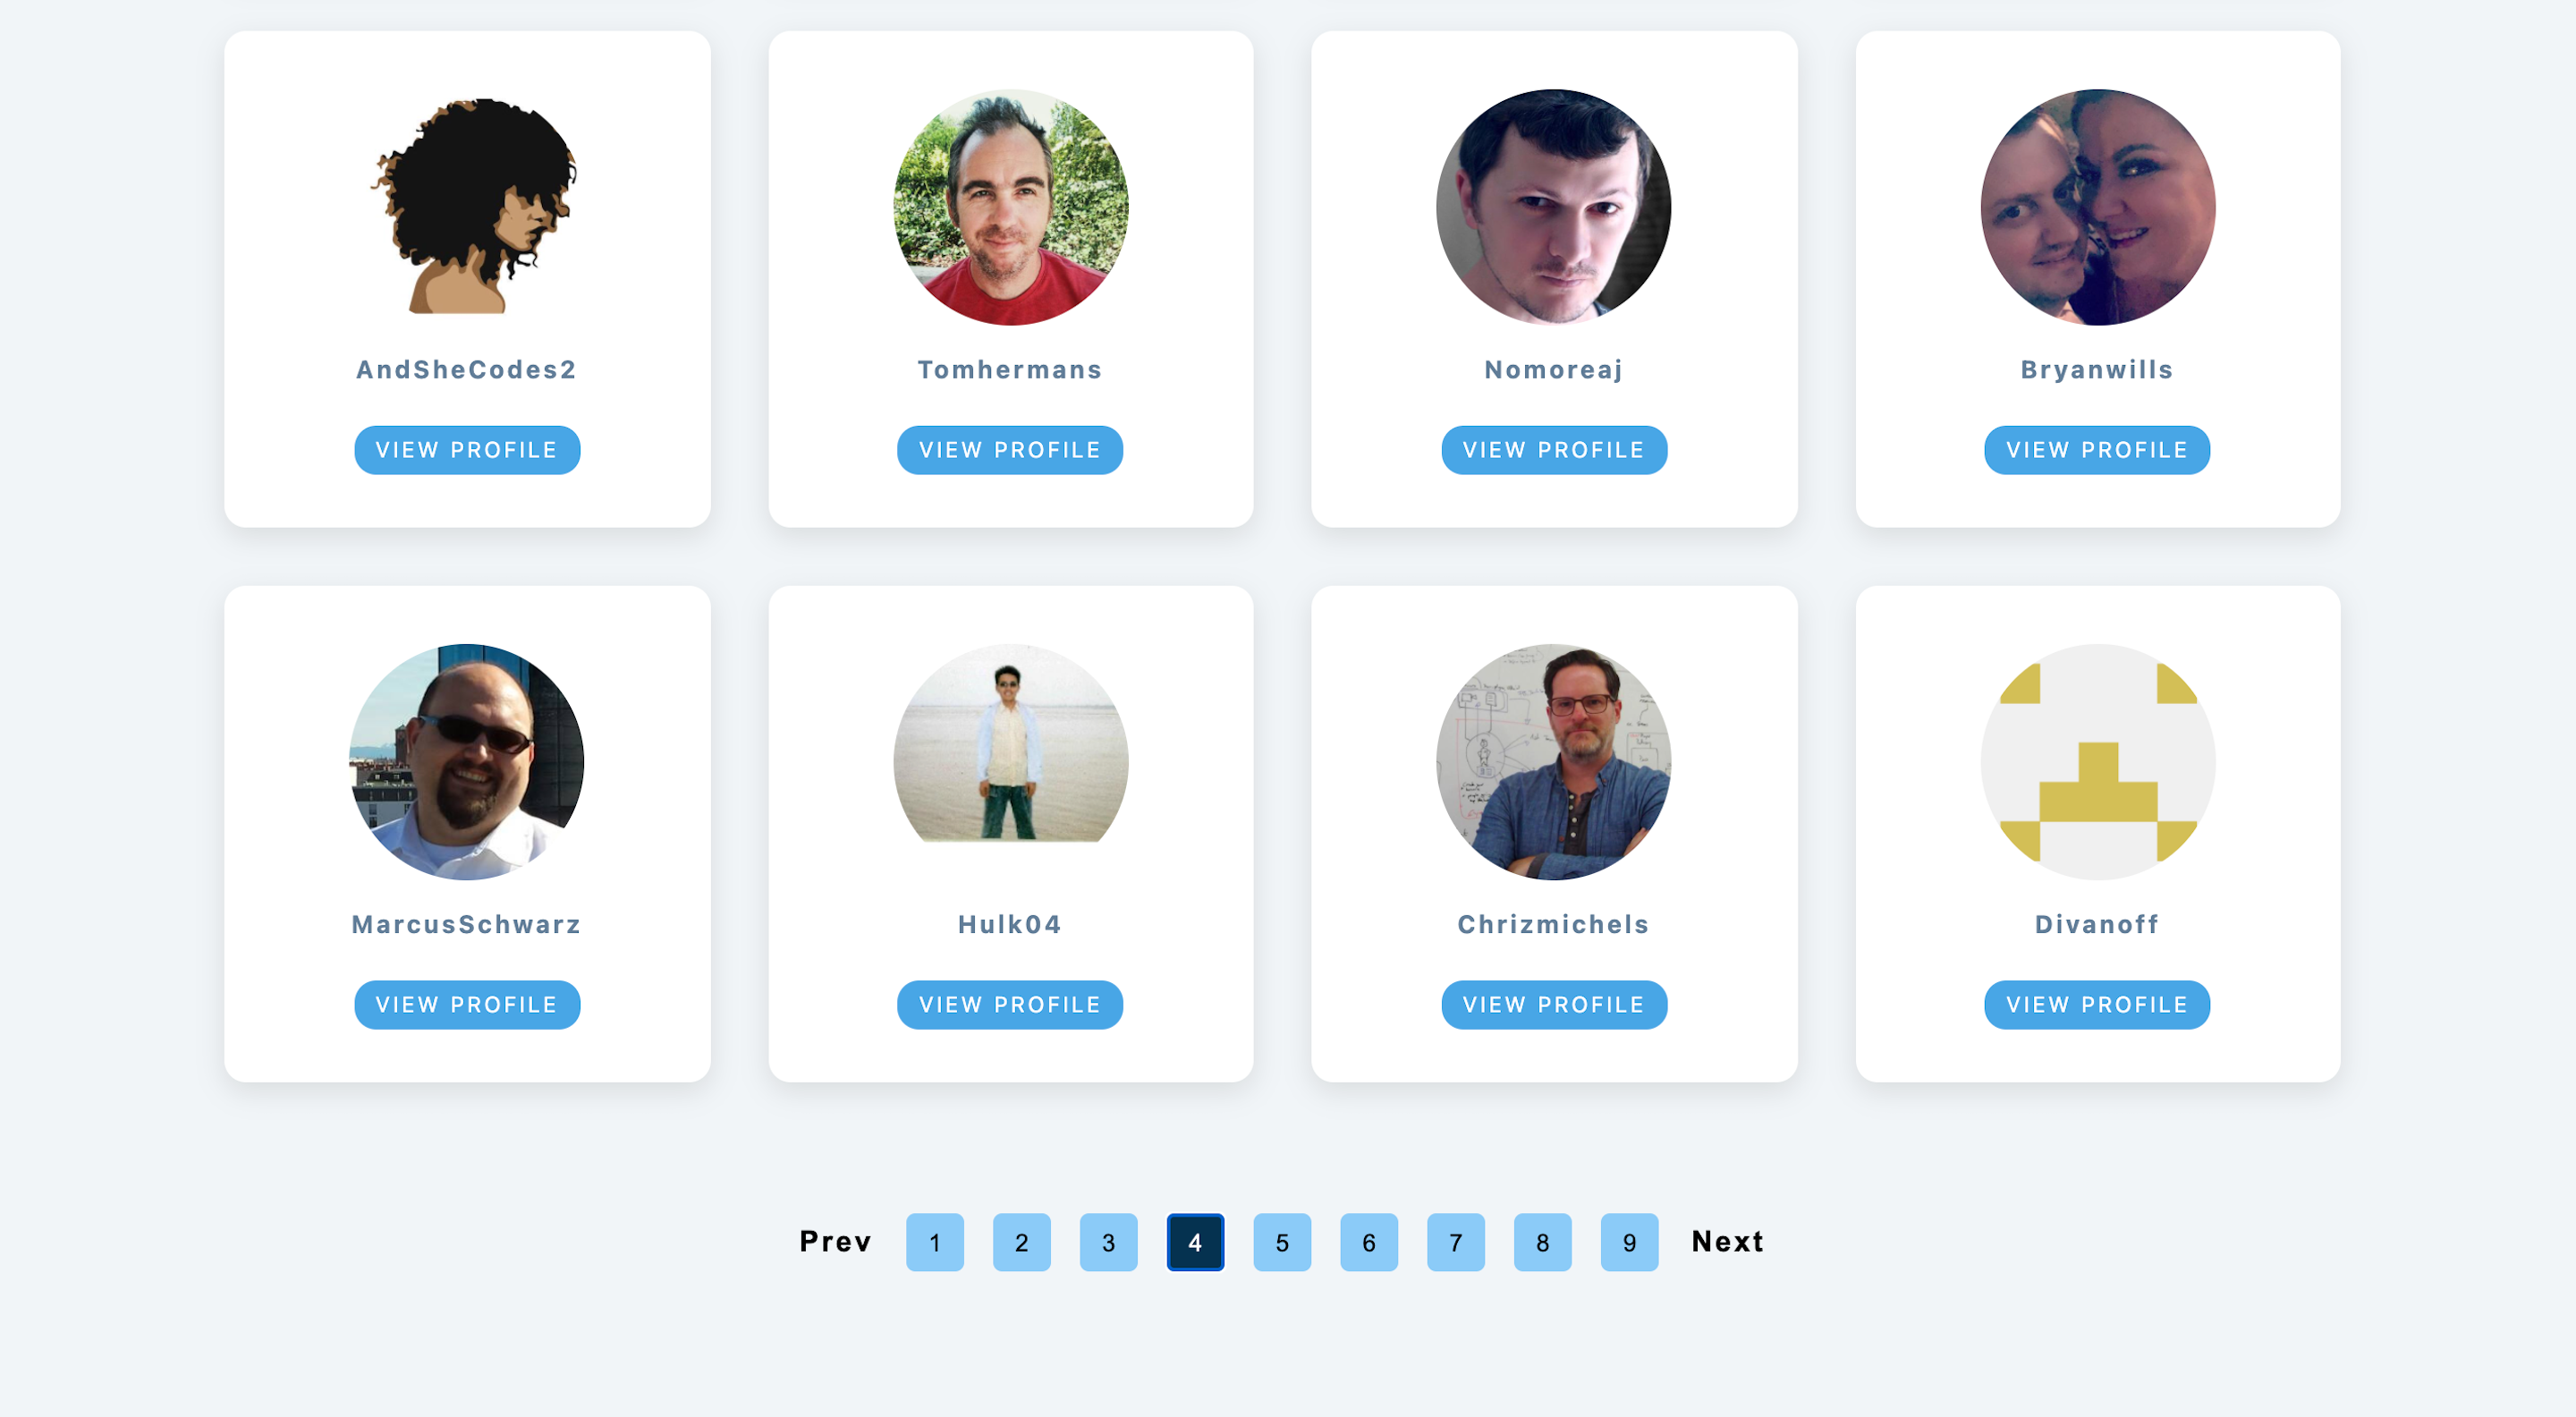 AndSheCodes2
Tomhermans
Nomoreaj
Bryanwills
VIEW PROFILE
VIEW PROFILE
VIEW PROFILE
VIEW PROFILE
MarcusSchwarz
Hulk04
Chrizmichels
Divanoff
VIEW PROFILE
VIEW PROFILE
VIEW PROFILE
VIEW PROFILE
Prev 1 2 3 4 5 6 7 8 9 Next